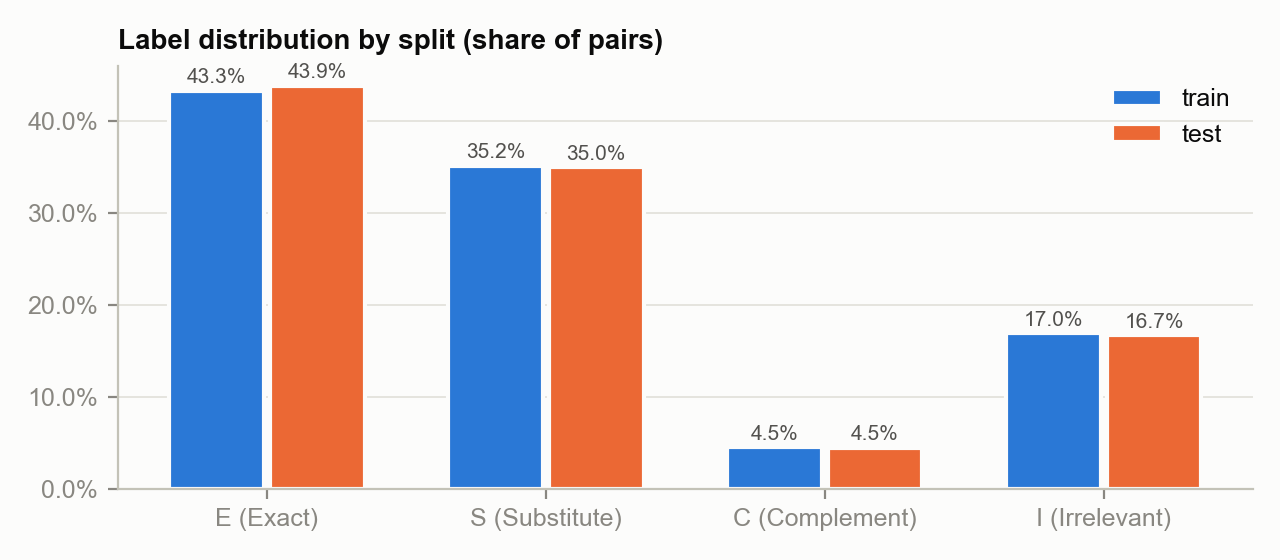 Label distribution by split (share of pairs)
43.3% 43.9%
train
40.0%
test
35.2% 35.0%
30.0%
20.0%
17.0% 16.7%
10.0%
4.5% 4.5%
0.0%
E (Exact) S (Substitute) C (Complement) I (Irrelevant)